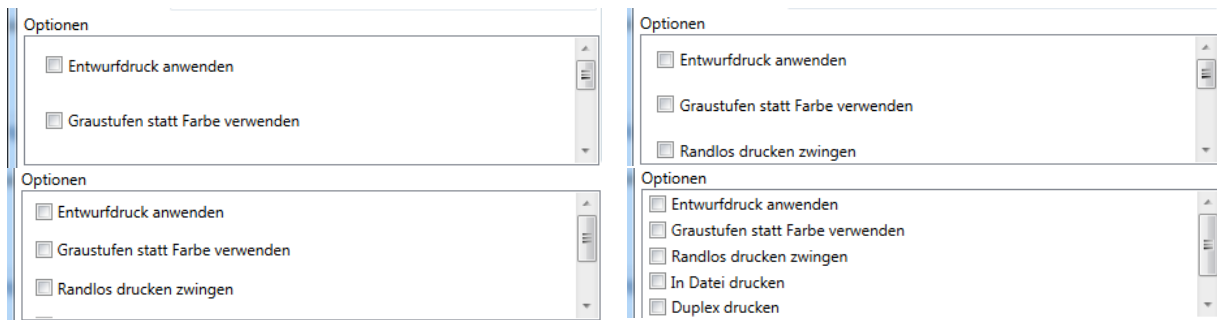 Optionen
Entwurfdruck anwenden
Graustufen statt Farbe verwenden
Optionen
Entwurfdruck anwenden
Graustufen statt Farbe verwenden
Randlos drucken zwingen
Optionen
Entwurfdruck anwenden
Graustufen statt Farbe verwenden
Randlos drucken zwingen
Optionen
Entwurfdruck anwenden
Graustufen statt Farbe verwenden
Randlos drucken zwingen
In Datei drucken
Duplex drucken